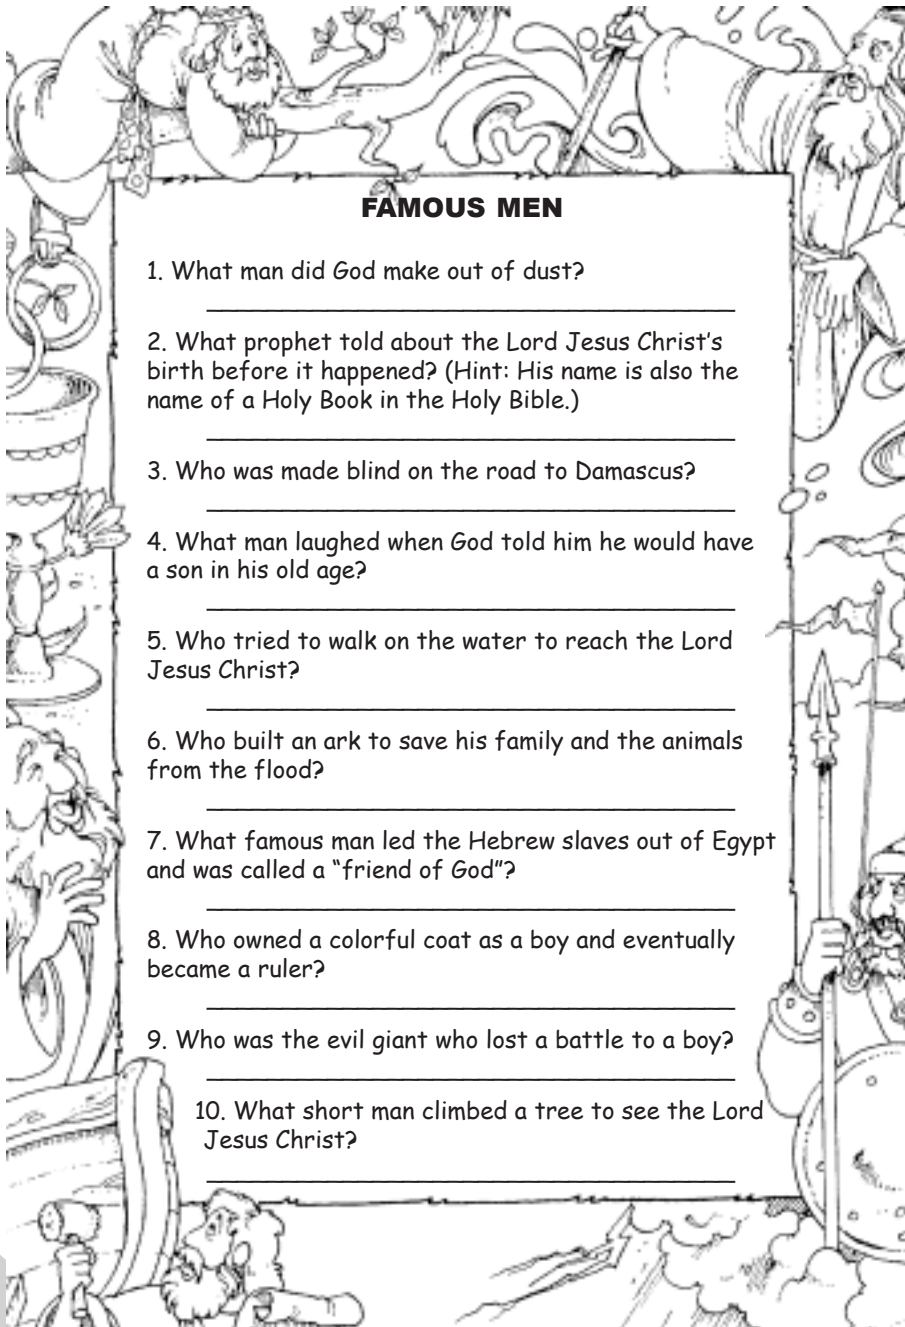 FAMOUS MEN
1. What man did God make out of dust?
2. What prophet told about the Lord Jesus Christ’s
birth before it happened? (Hint: His name is also the
name of a Holy Book in the Holy Bible.)
3. Who was made blind on the road to Damascus?
4. What man laughed when God told him he would have
a son in his old age?
5. Who tried to walk on the water to reach the Lord
Jesus Christ?
6. Who built an ark to save his family and the animals
from the flood?
7. What famous man led the Hebrew slaves out of Egypt
and was called a “friend of God”?
8. Who owned a colorful coat as a boy and eventually
became a ruler?
9. Who was the evil giant who lost a battle to a boy?
10. What short man climbed a tree to see the Lord
Jesus Christ?